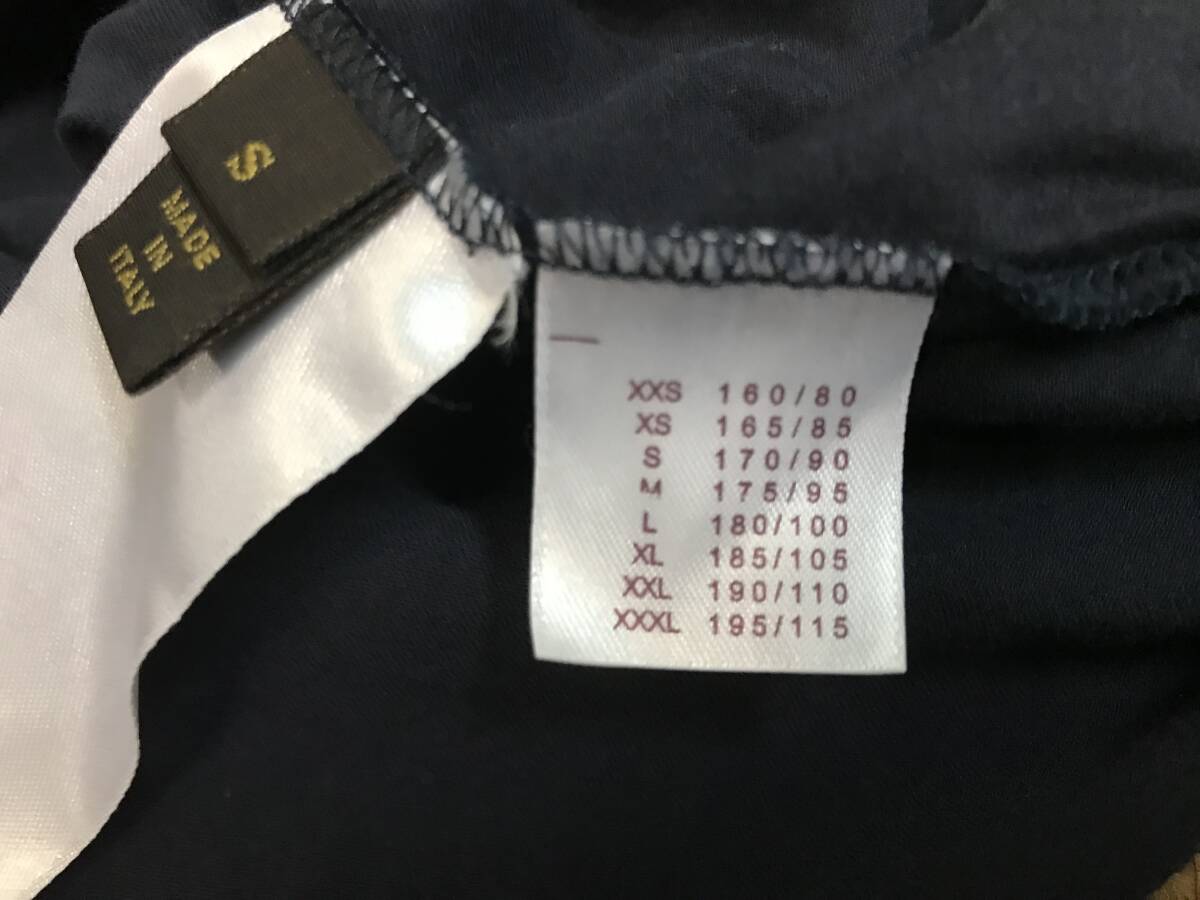 S
MADE
IN
ITALY
XXS 160/80
XS 165/85
S 170/90
M 175/95
L 180/100
XL 185/105
XXL 190/110
XXXL 195/115